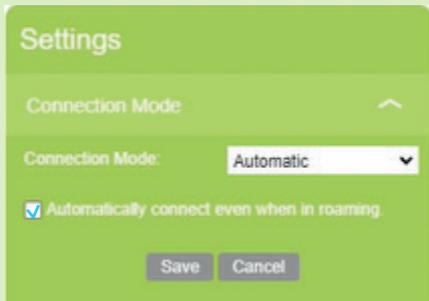 Settings
Connection Mode
Connection Mode: Automatic
Automatically connect even when in roaming.
Save Cancel